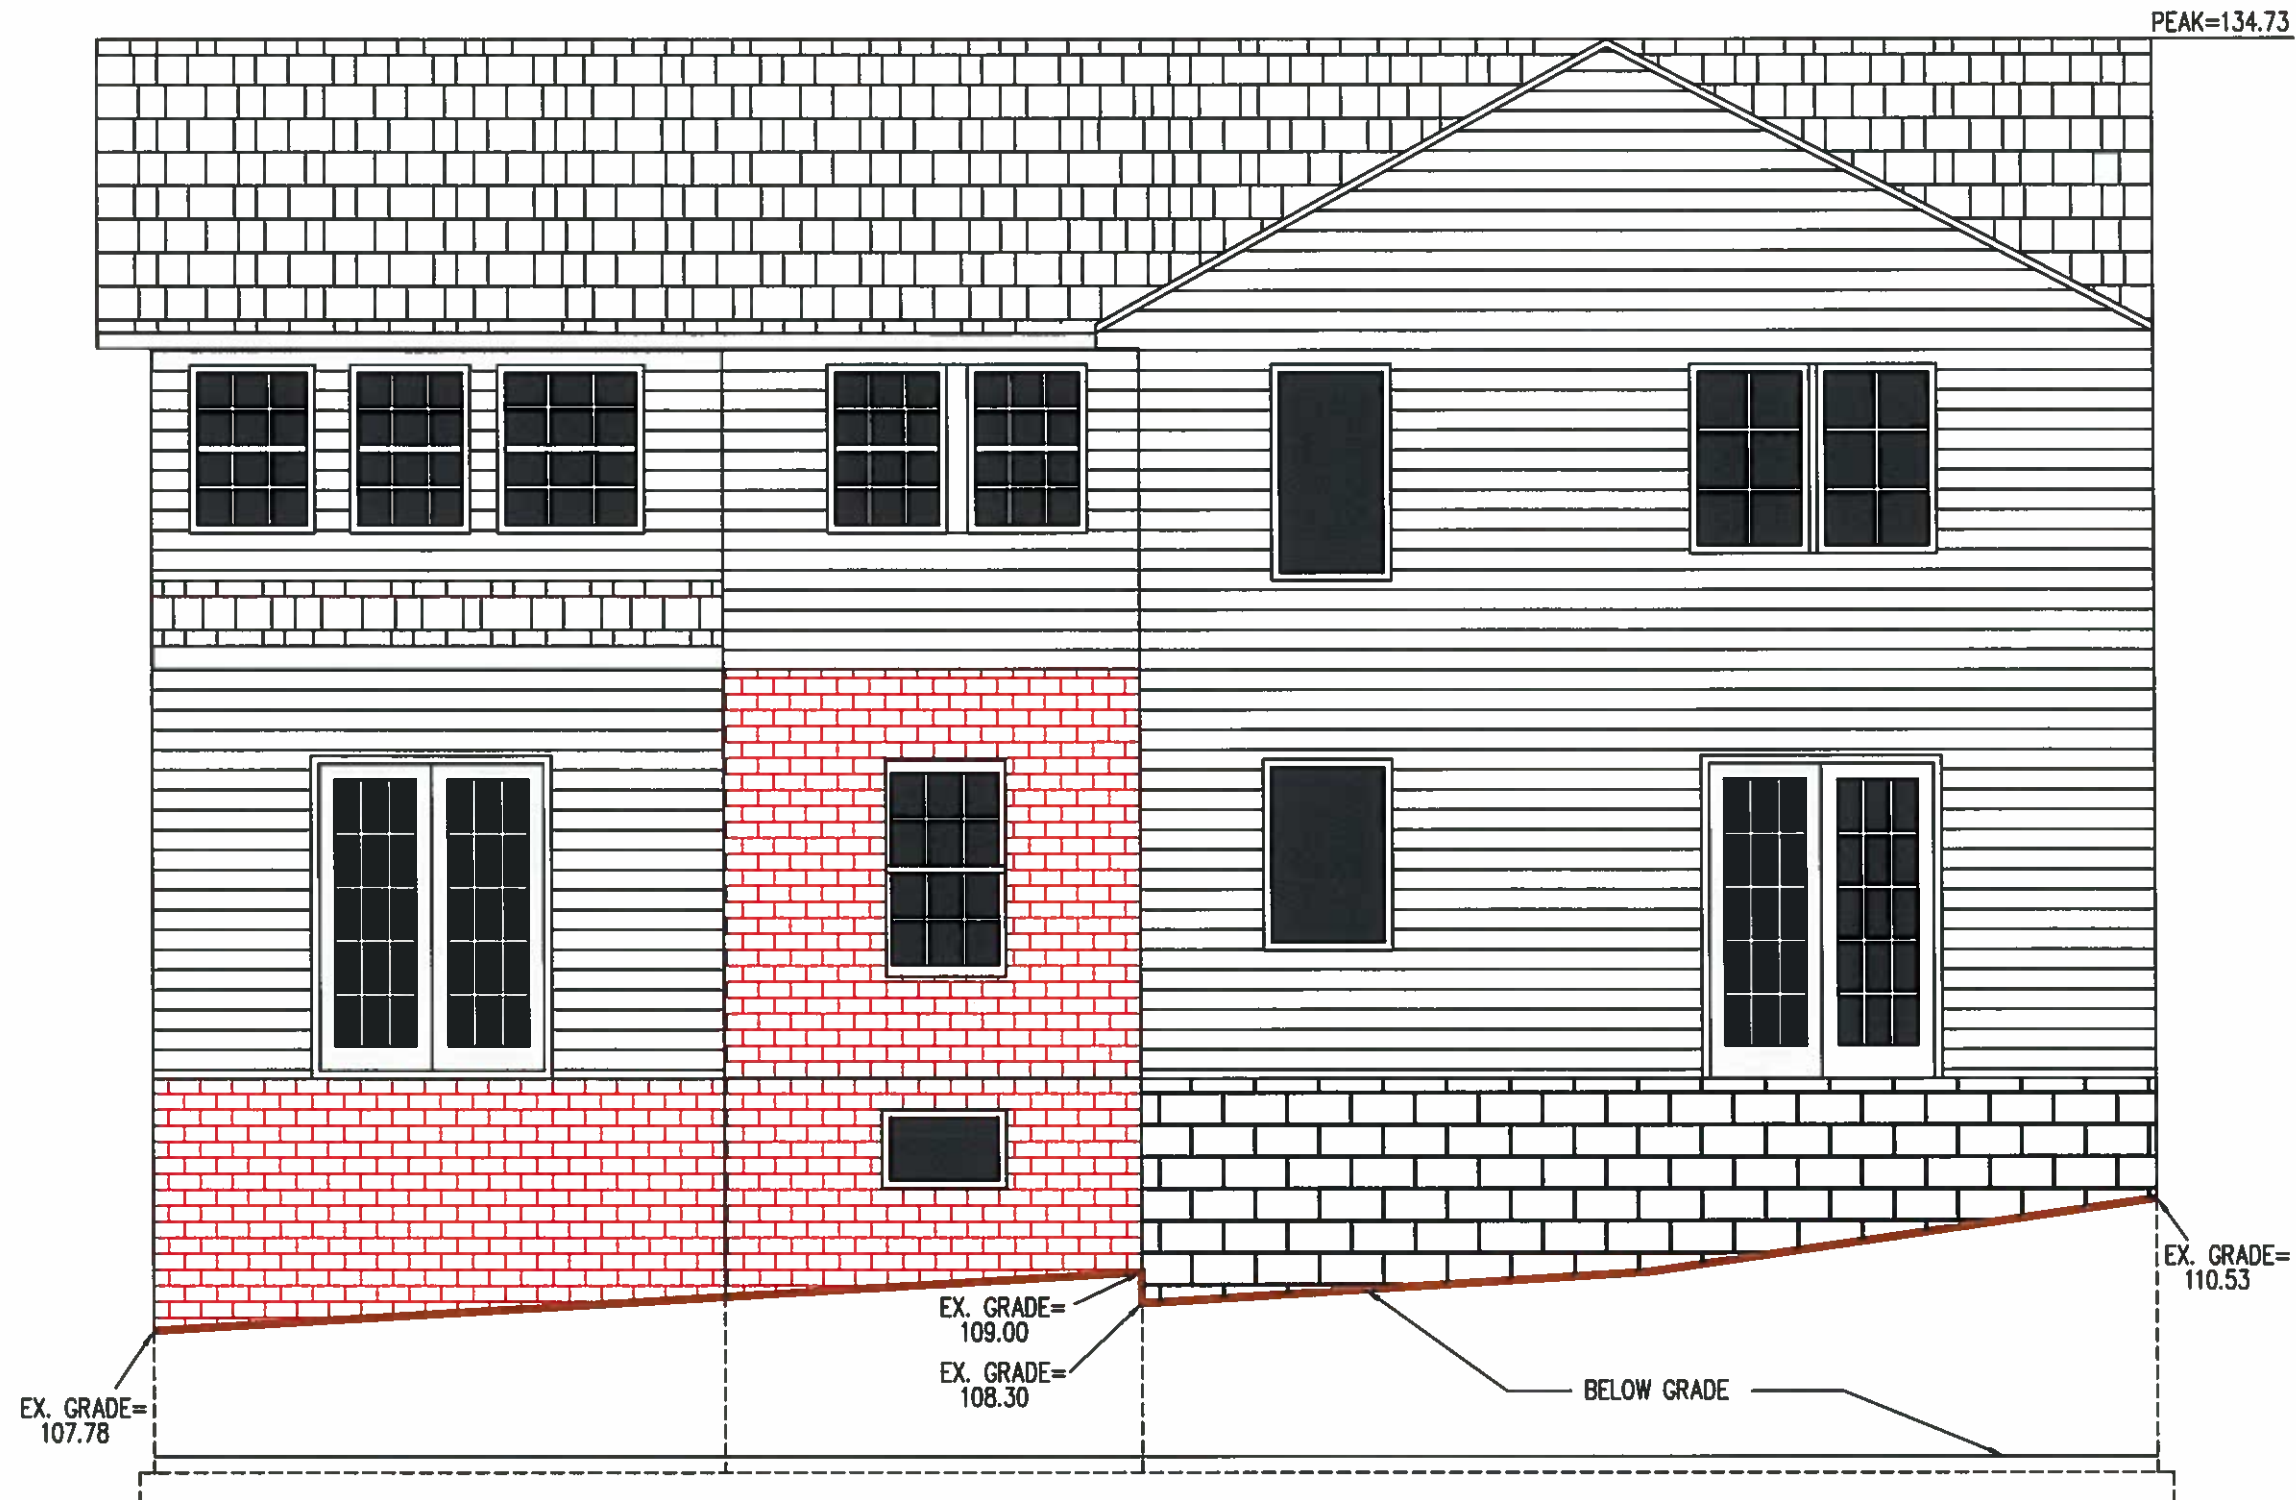 PEAK=134.73
EX. GRADE=
110.53
EX. GRADE=
109.00
EX. GRADE=
108.30
BELOW GRADE
EX. GRADE=
107.78